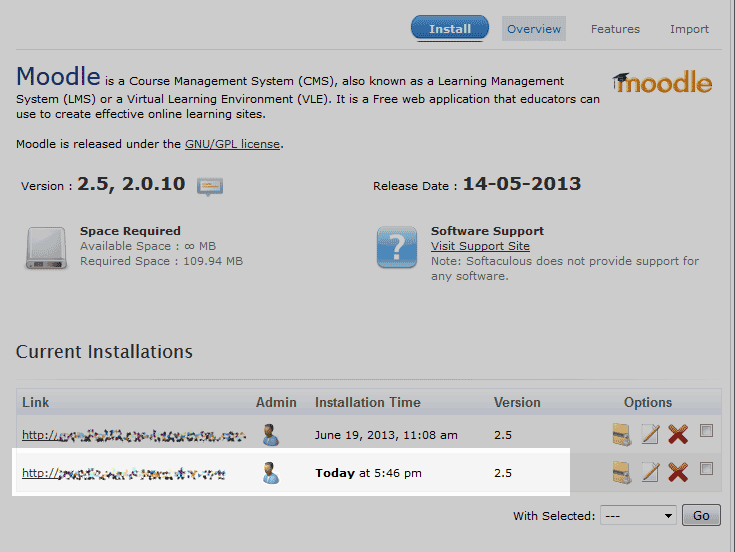 Install Overview Features Import
Moodle is a Course Management System (CMS), also known as a Learning Management
System (LMS) or a Virtual Learning Environment (VLE). It is a Free web application that educators can
use to create effective online learning sites.
moodle
Moodle is released under the GNU/GPL license.
Version : 2.5, 2.0.10
Release Date : 14-05-2013
Space Required
Available Space : ∞ MB
Required Space : 109.94 MB
Software Support
Visit Support Site
Note: Softaculous does not provide support for
any software.
Current Installations
Link Admin Installation Time Version Options
http:// June 19, 2013, 11:08 am 2.5
http:// Today at 5:46 pm 2.5
With Selected: --- Go